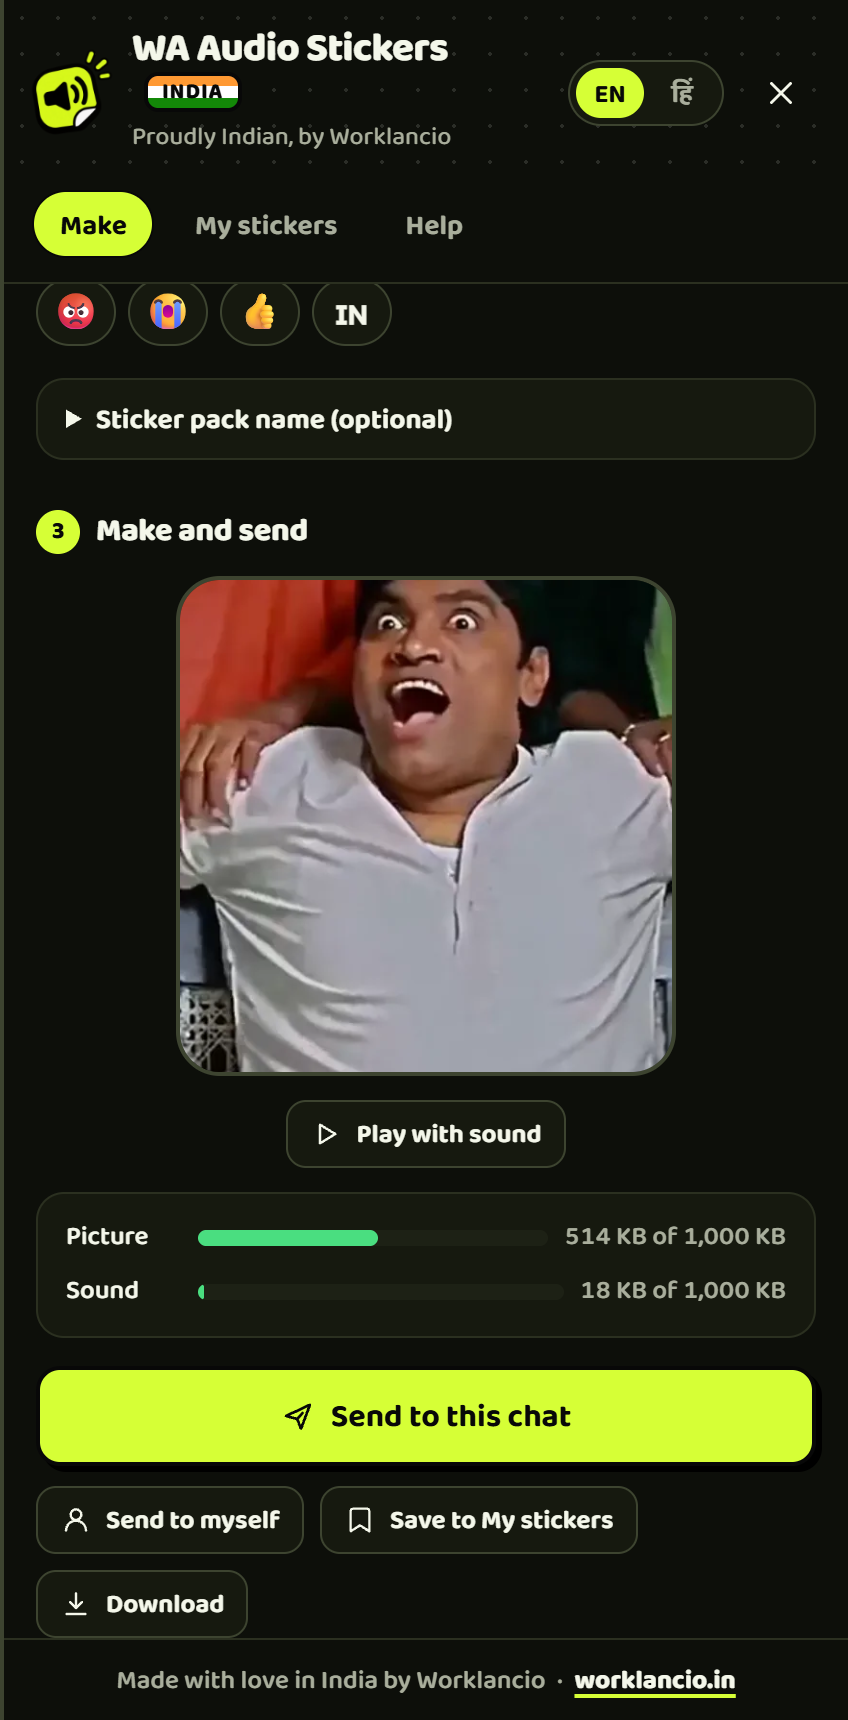 WA Audio Stickers
INDIA
Proudly Indian, by Worklancio
EN हिं
Make My stickers Help
IN
Sticker pack name (optional)
3 Make and send
Play with sound
Picture 514 KB of 1,000 KB
Sound 18 KB of 1,000 KB
Send to this chat
Send to myself Save to My stickers
Download
Made with love in India by Worklancio · worklancio.in